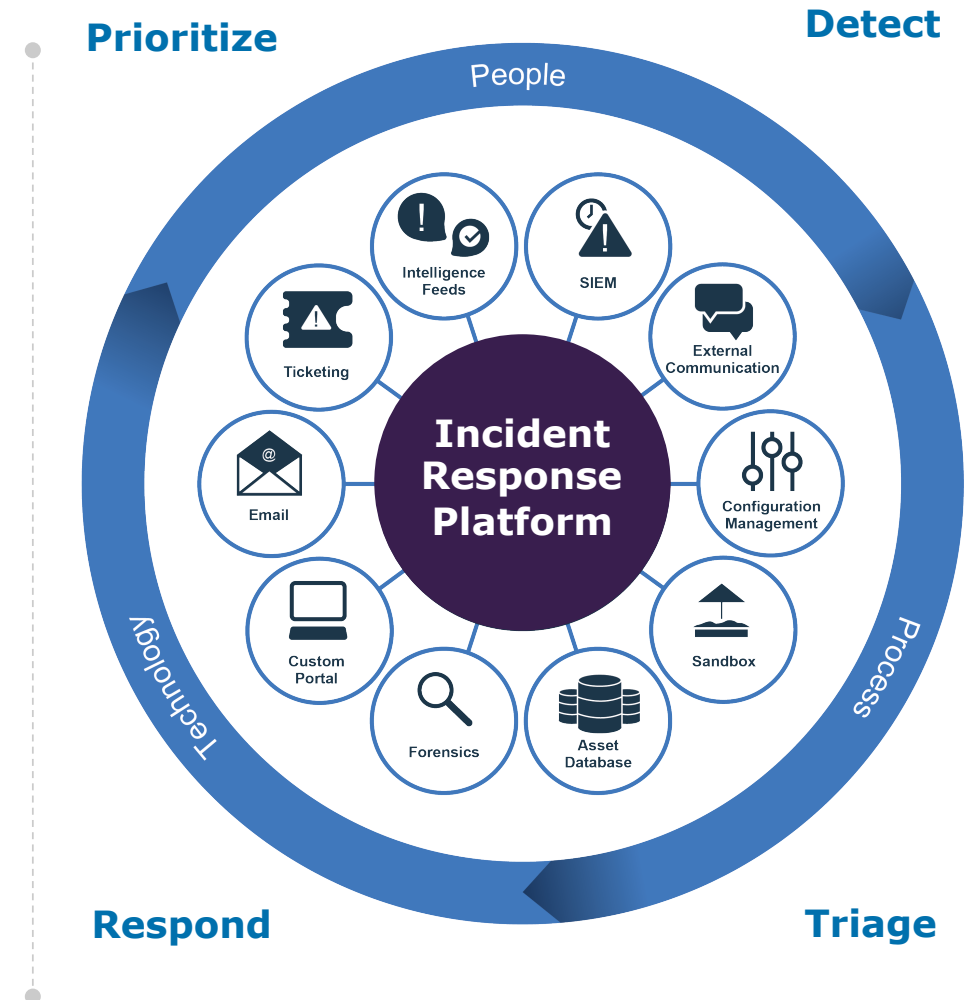 Prioritize
Detect
People
Intelligence
Feeds
SIEM
Ticketing
External
Communication
Incident
Response
Platform
Email
@
Configuration
Management
Custom
Portal
Sandbox
Technology
Process
Forensics
Asset
Database
Respond
Triage